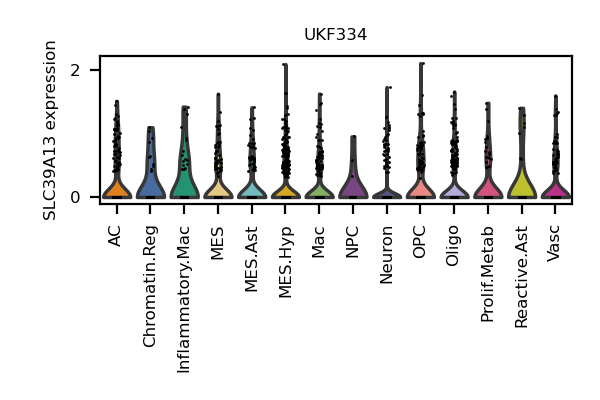 UKF334
SLC39A13 expression
2
0
AC
Chromatin.Reg
Inflammatory.Mac
MES
MES.Ast
MES.Hyp
Mac
NPC
Neuron
OPC
Oligo
Prolif.Metab
Reactive.Ast
Vasc